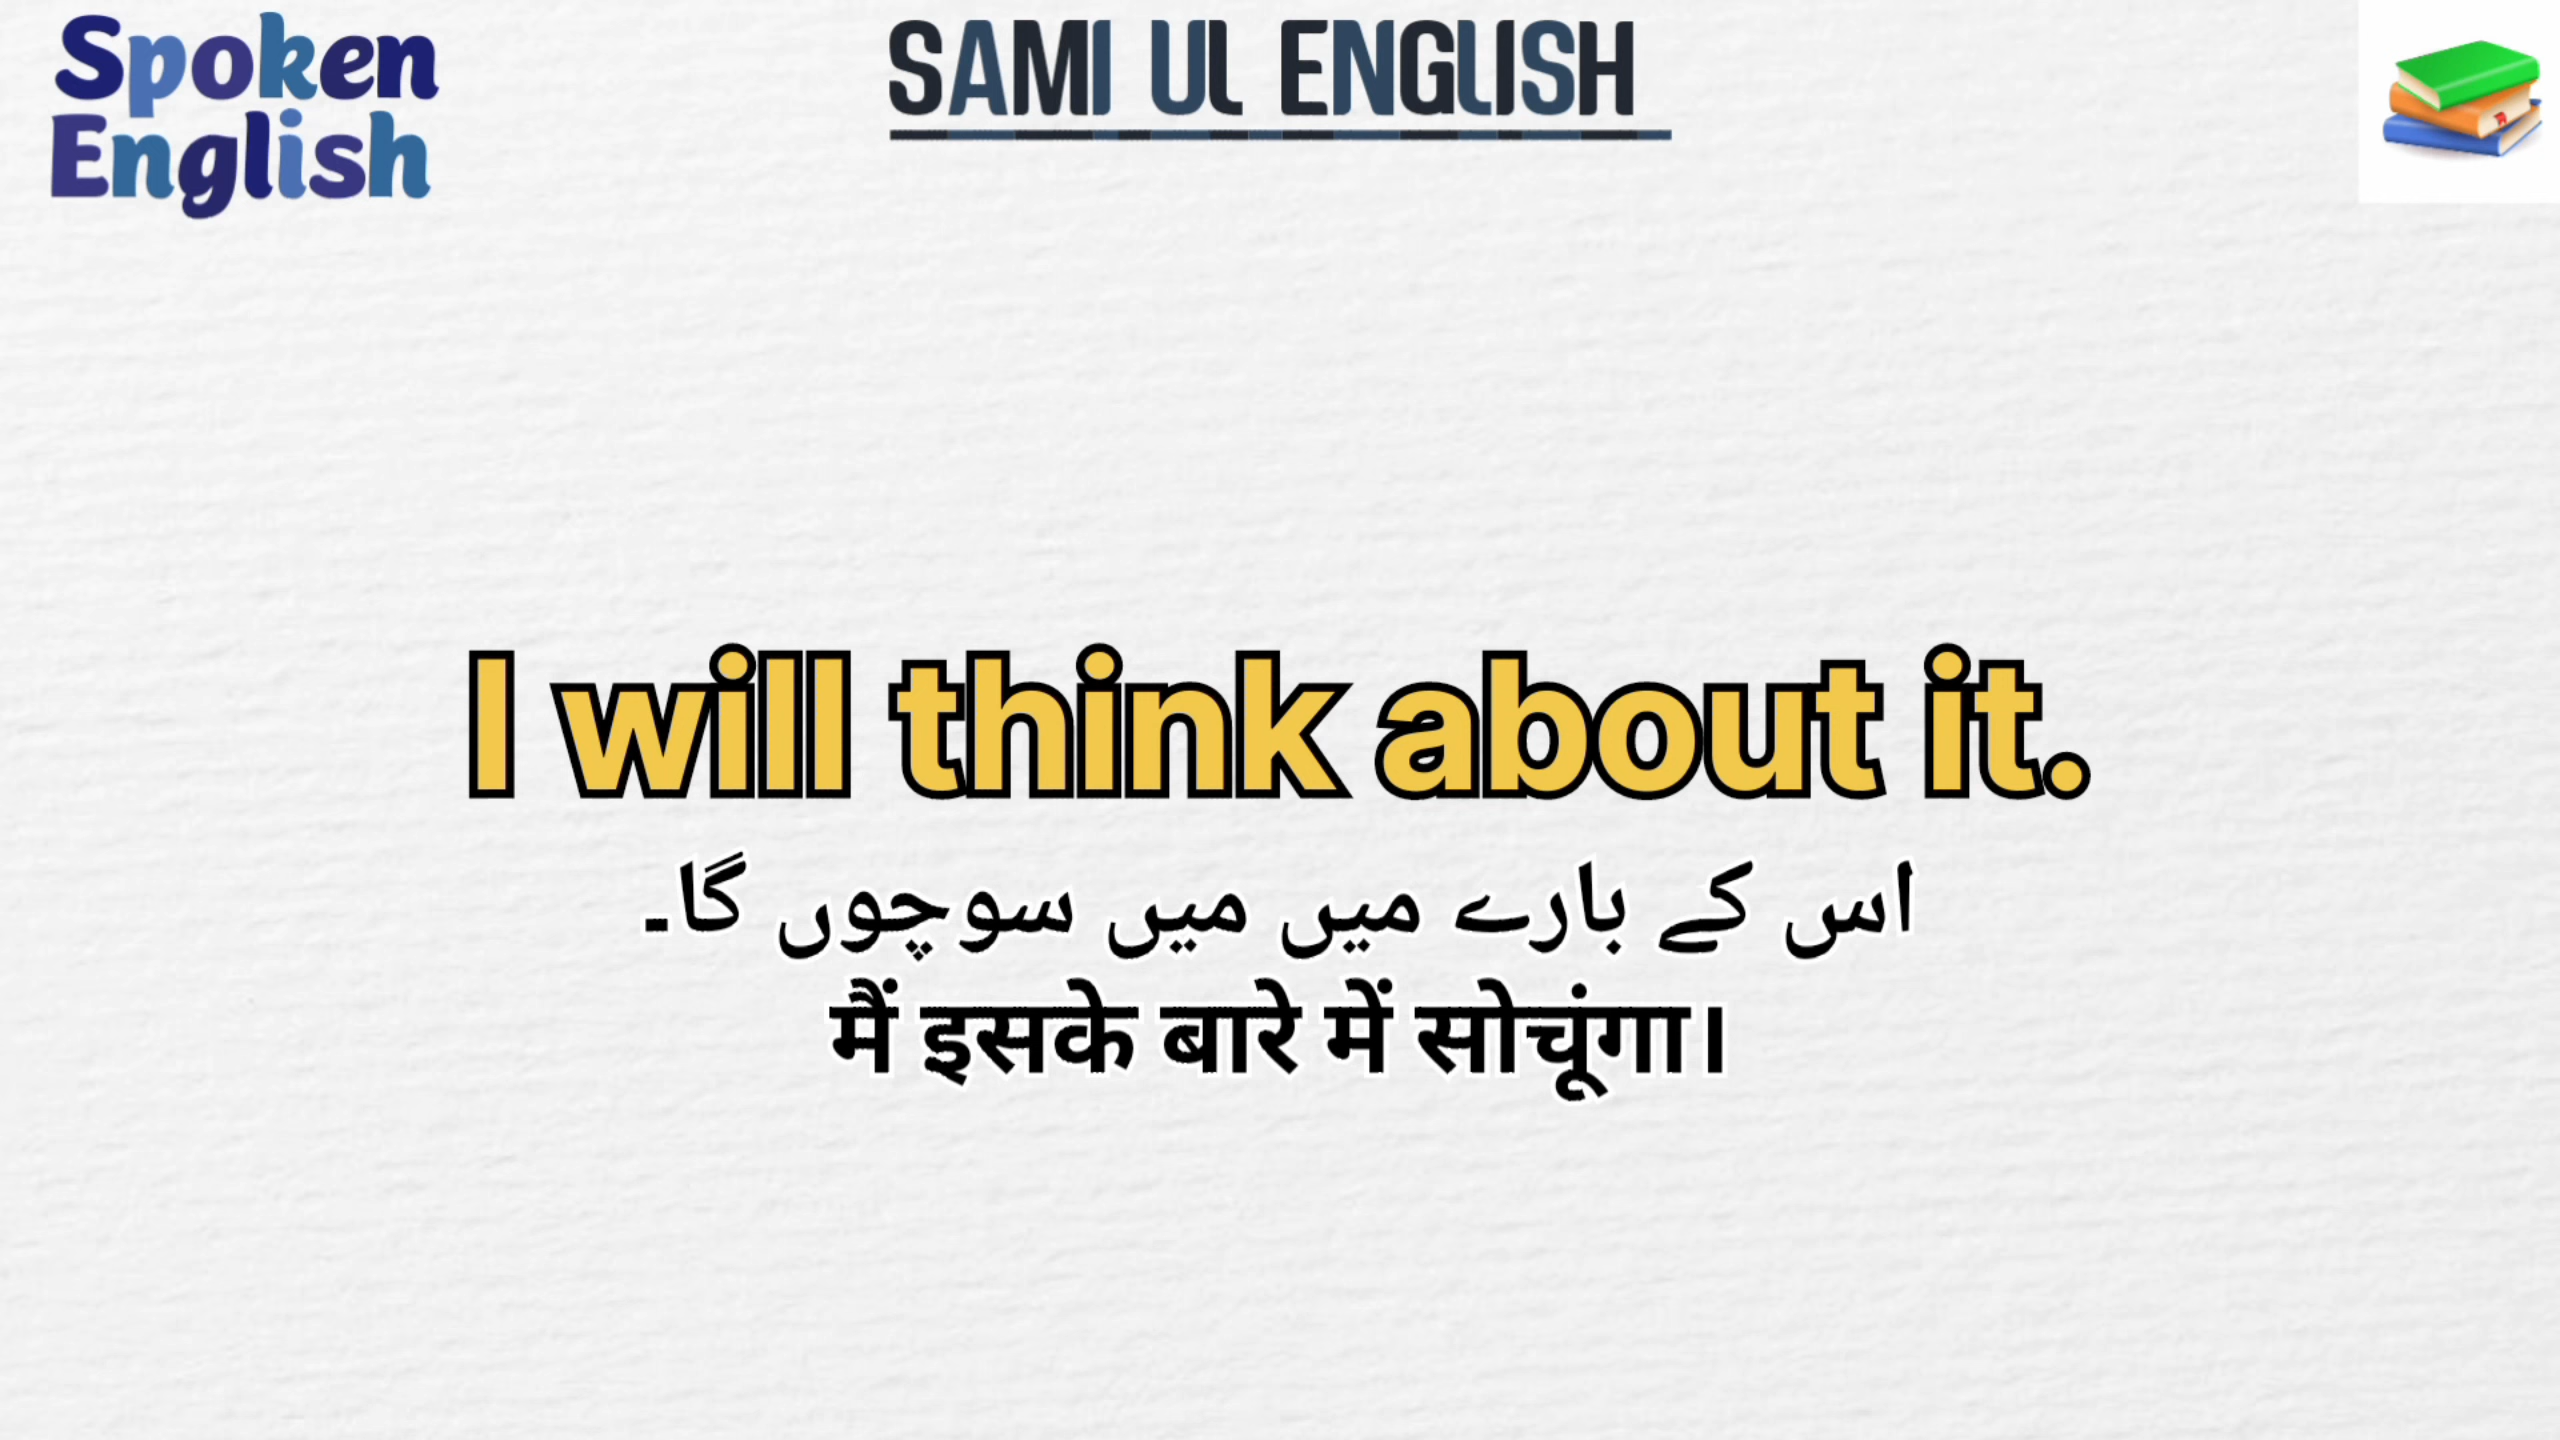 Spoken
English
SAMI UL ENGLISH
I will think about it.
اس کے بارے میں میں سوچوں گا۔
मैं इसके बारे में सोचूंगा।